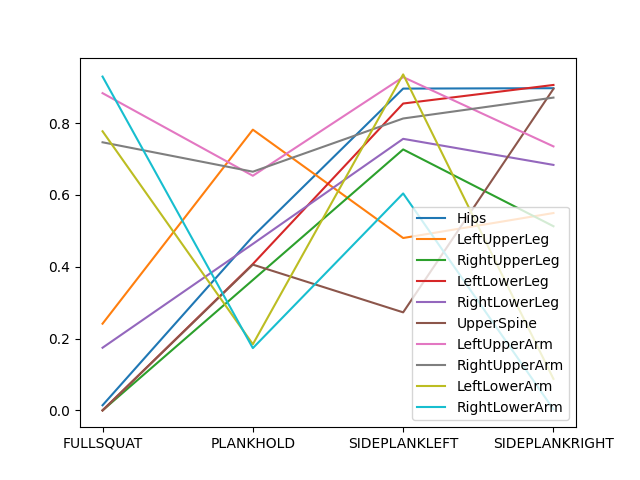 0.8
0.6
0.4
0.2
0.0
Hips
LeftUpperLeg
RightUpperLeg
LeftLowerLeg
RightLowerLeg
UpperSpine
LeftUpperArm
RightUpperArm
LeftLowerArm
RightLowerArm
FULLSQUAT PLANKHOLD SIDEPLANKLEFT SIDEPLANKRIGHT